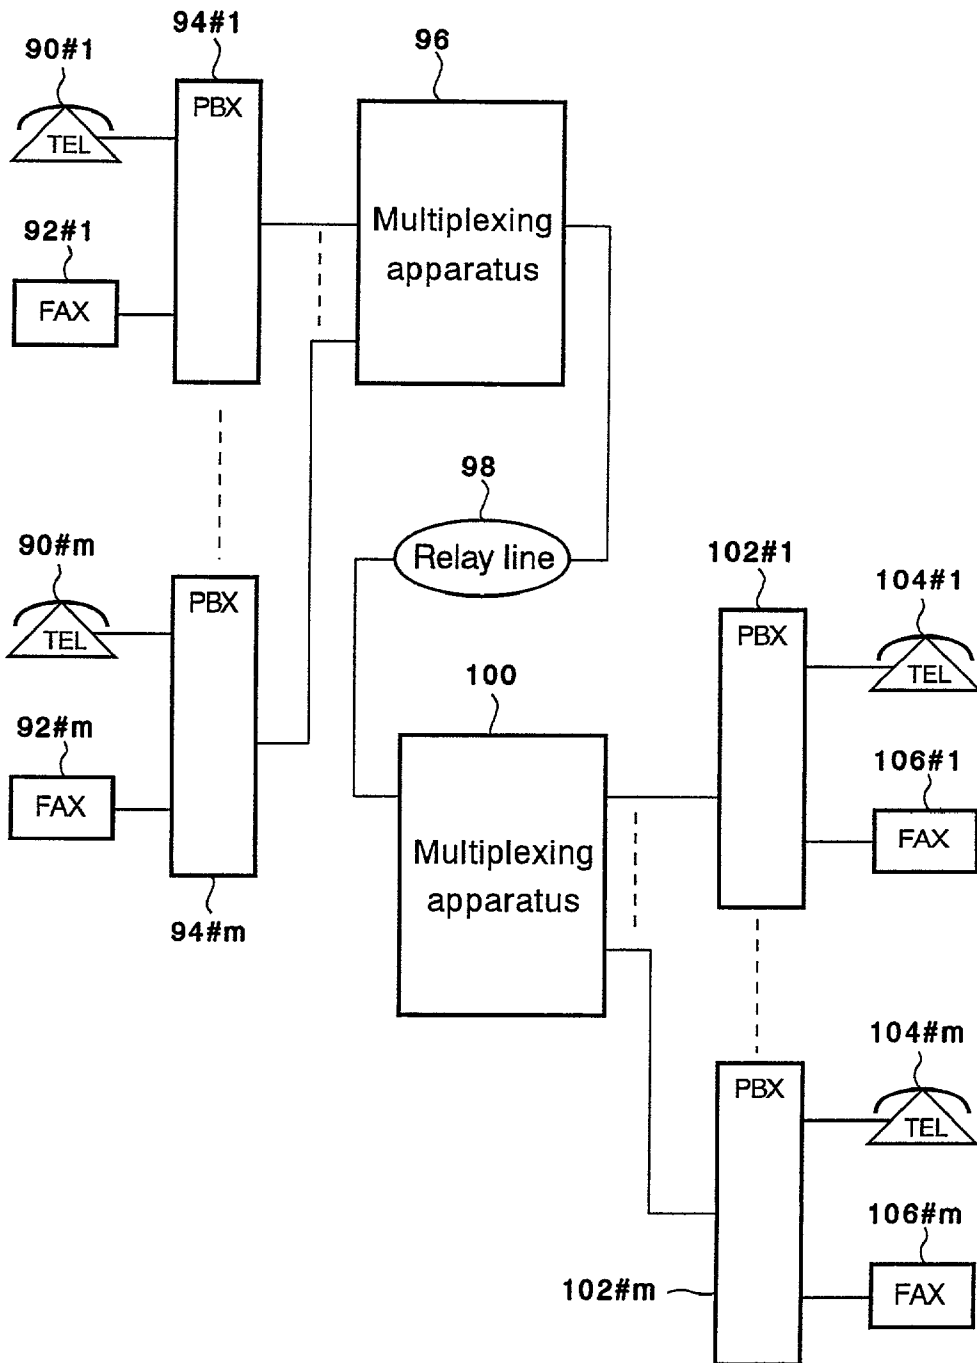 94#1
90#1
96
PBX
TEL
Multiplexing
apparatus
92#1
FAX
98
Relay line
90#m
PBX
TEL
102#1
104#1
PBX
TEL
100
92#m
FAX
106#1
FAX
Multiplexing
apparatus
94#m
104#m
PBX
TEL
106#m
102#m
FAX